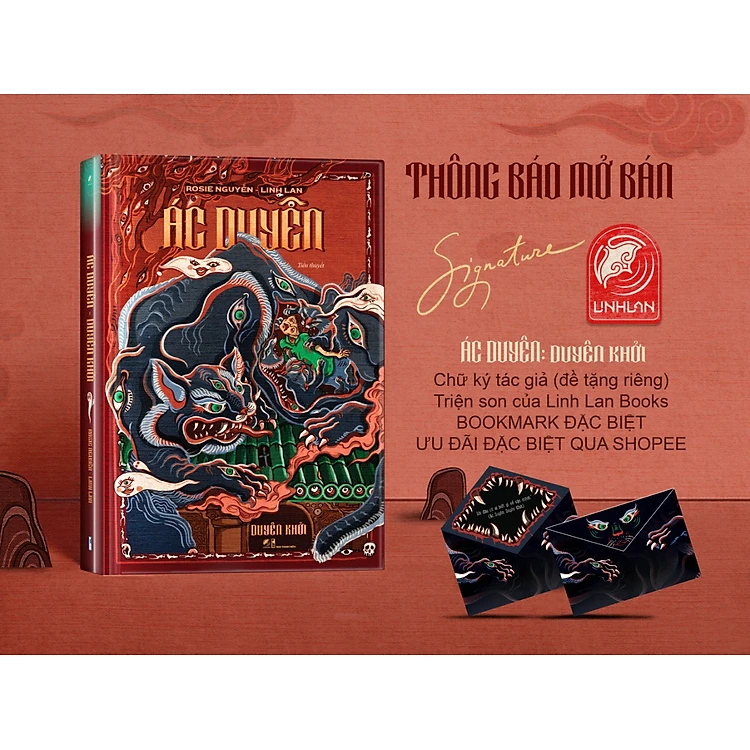 ROSIE NGUYỄN - LINH LAN
ÁC DUYÊN
Tiểu thuyết
DUYÊN KHỞI
THÔNG BÁO MỞ BÁN
Signature
LINHLAN
ÁC DUYÊN: DUYÊN KHỞI
Chữ ký tác giả (đề tặng riêng)
Triện son của Linh Lan Books
BOOKMARK ĐẶC BIỆT
ƯU ĐÃI ĐẶC BIỆT QUA SHOPEE